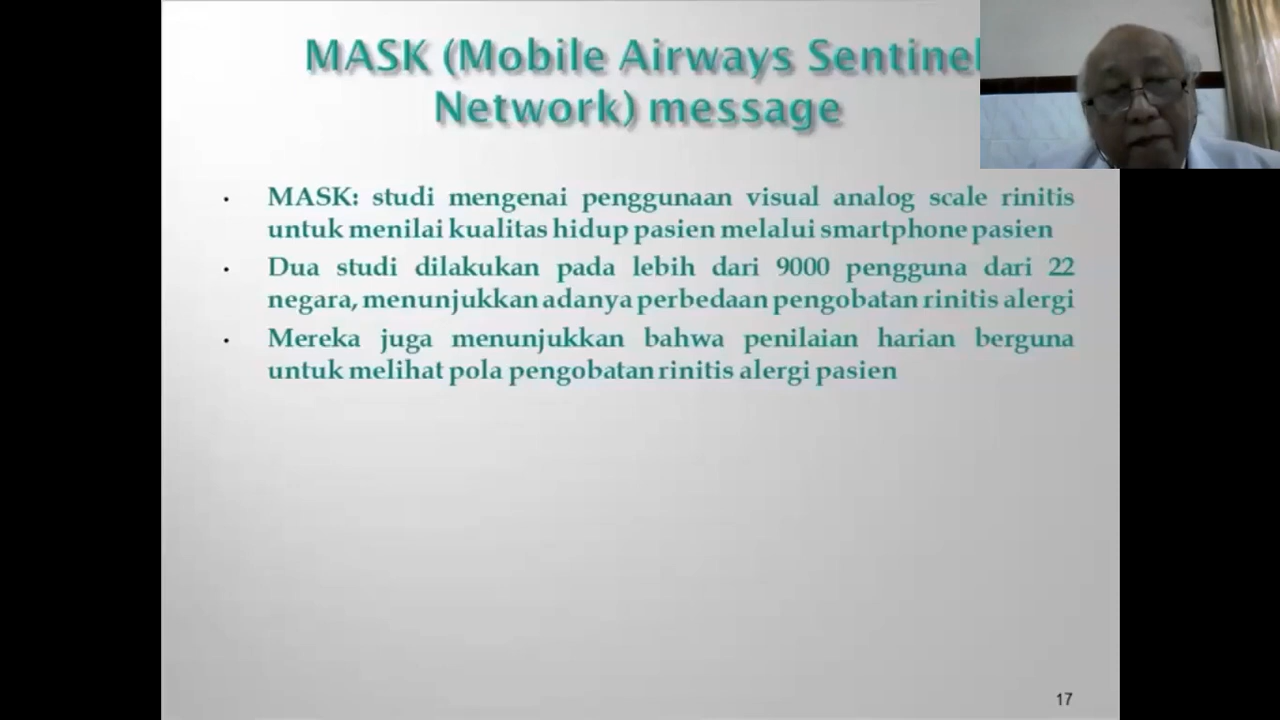 MASK (Mobile Airways Sentinel
Network) message
• MASK: studi mengenai penggunaan visual analog scale rinitis
untuk menilai kualitas hidup pasien melalui smartphone pasien
• Dua studi dilakukan pada lebih dari 9000 pengguna dari 22
negara, menunjukkan adanya perbedaan pengobatan rinitis alergi
• Mereka juga menunjukkan bahwa penilaian harian berguna
untuk melihat pola pengobatan rinitis alergi pasien
17